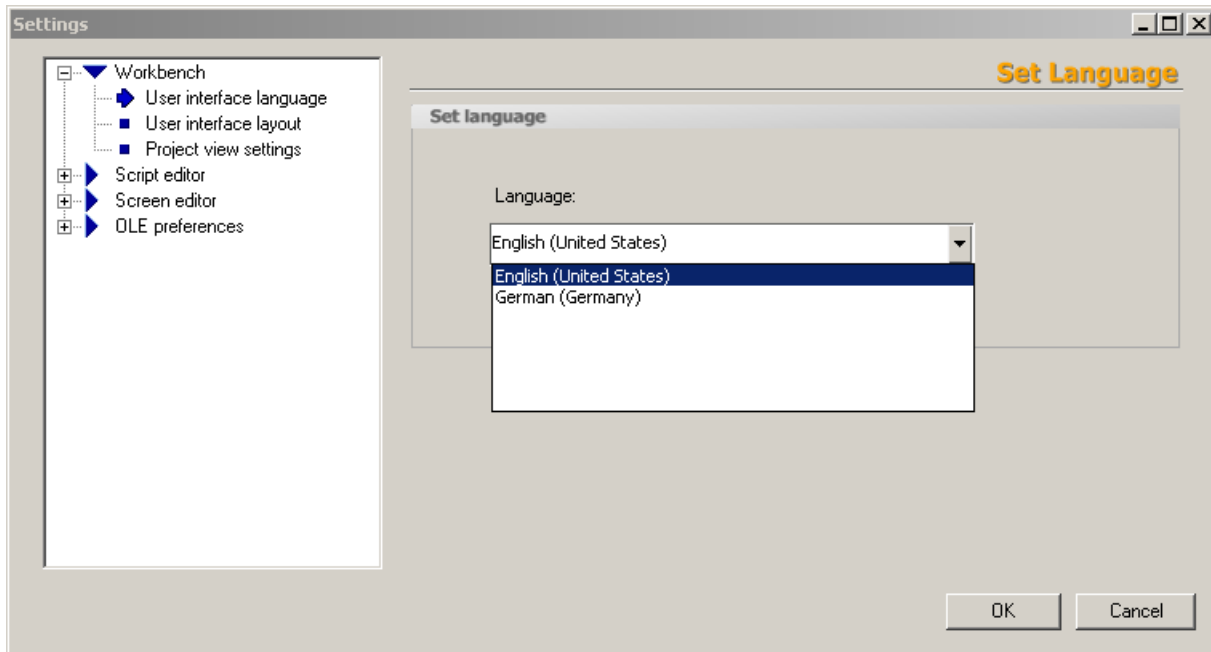 Settings
Workbench
User interface language
User interface layout
Project view settings
Script editor
Screen editor
OLE preferences
Set Language
Set language
Language:
English (United States)
English (United States)
German (Germany)
OK
Cancel